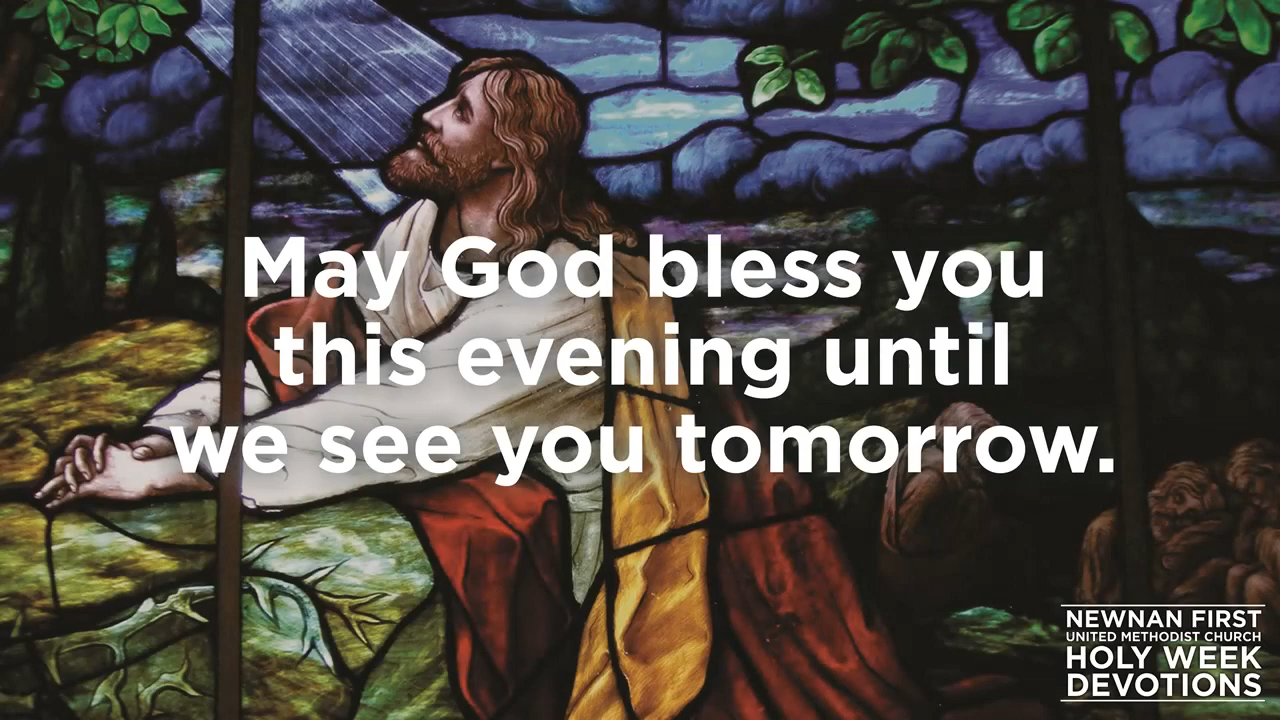 May God bless you
this evening until
we see you tomorrow.
NEWNAN FIRST
UNITED METHODIST CHURCH
HOLY WEEK
DEVOTIONS